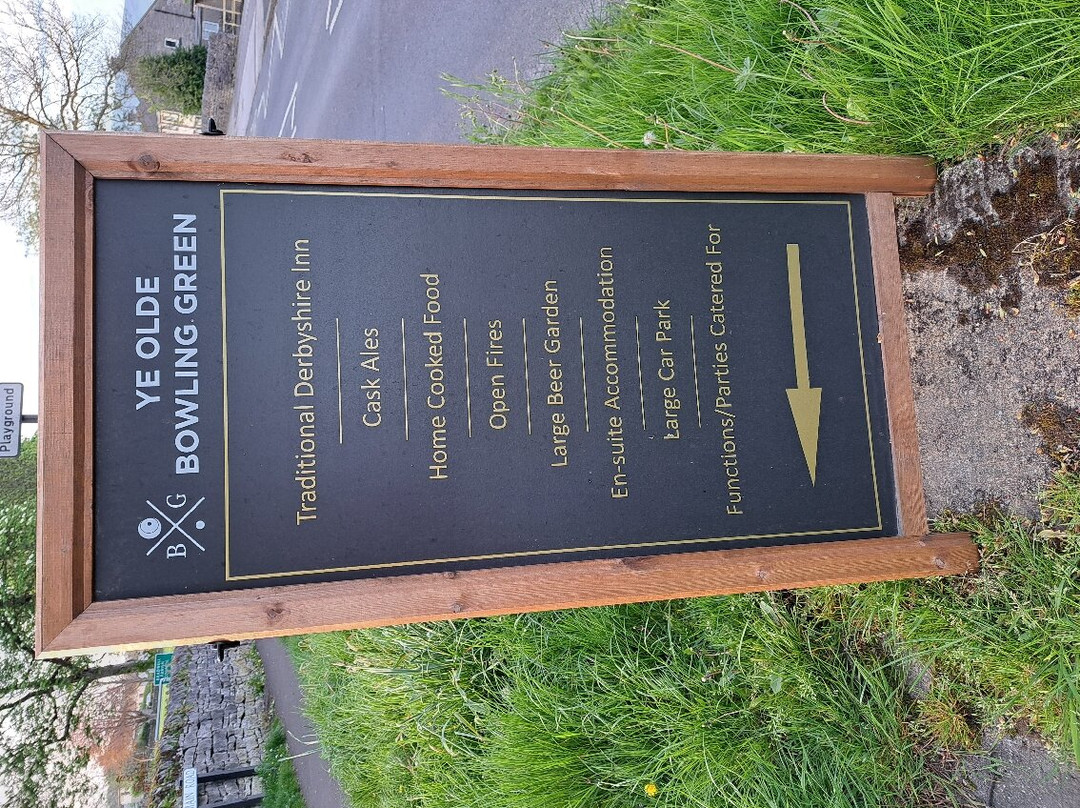 Playground
B G
YE OLDE
BOWLING GREEN
Traditional Derbyshire Inn
Cask Ales
Home Cooked Food
Open Fires
Large Beer Garden
En-suite Accommodation
Large Car Park
Functions/Parties Catered For